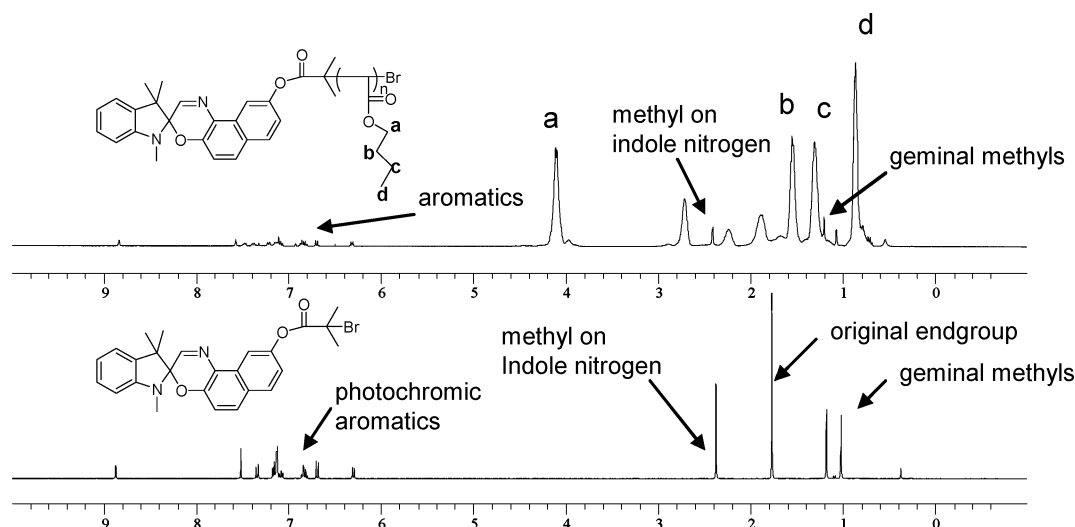 d
b
c
a
methyl on
indole nitrogen
geminal methyls
aromatics
O
O
n
Br
N
O
N
O
O
a
b
c
d
9 8 7 6 5 4 3 2 1 0
O
O
Br
N
O
N
methyl on
Indole nitrogen
original endgroup
geminal methyls
photochromic
aromatics
9 8 7 6 5 4 3 2 1 0